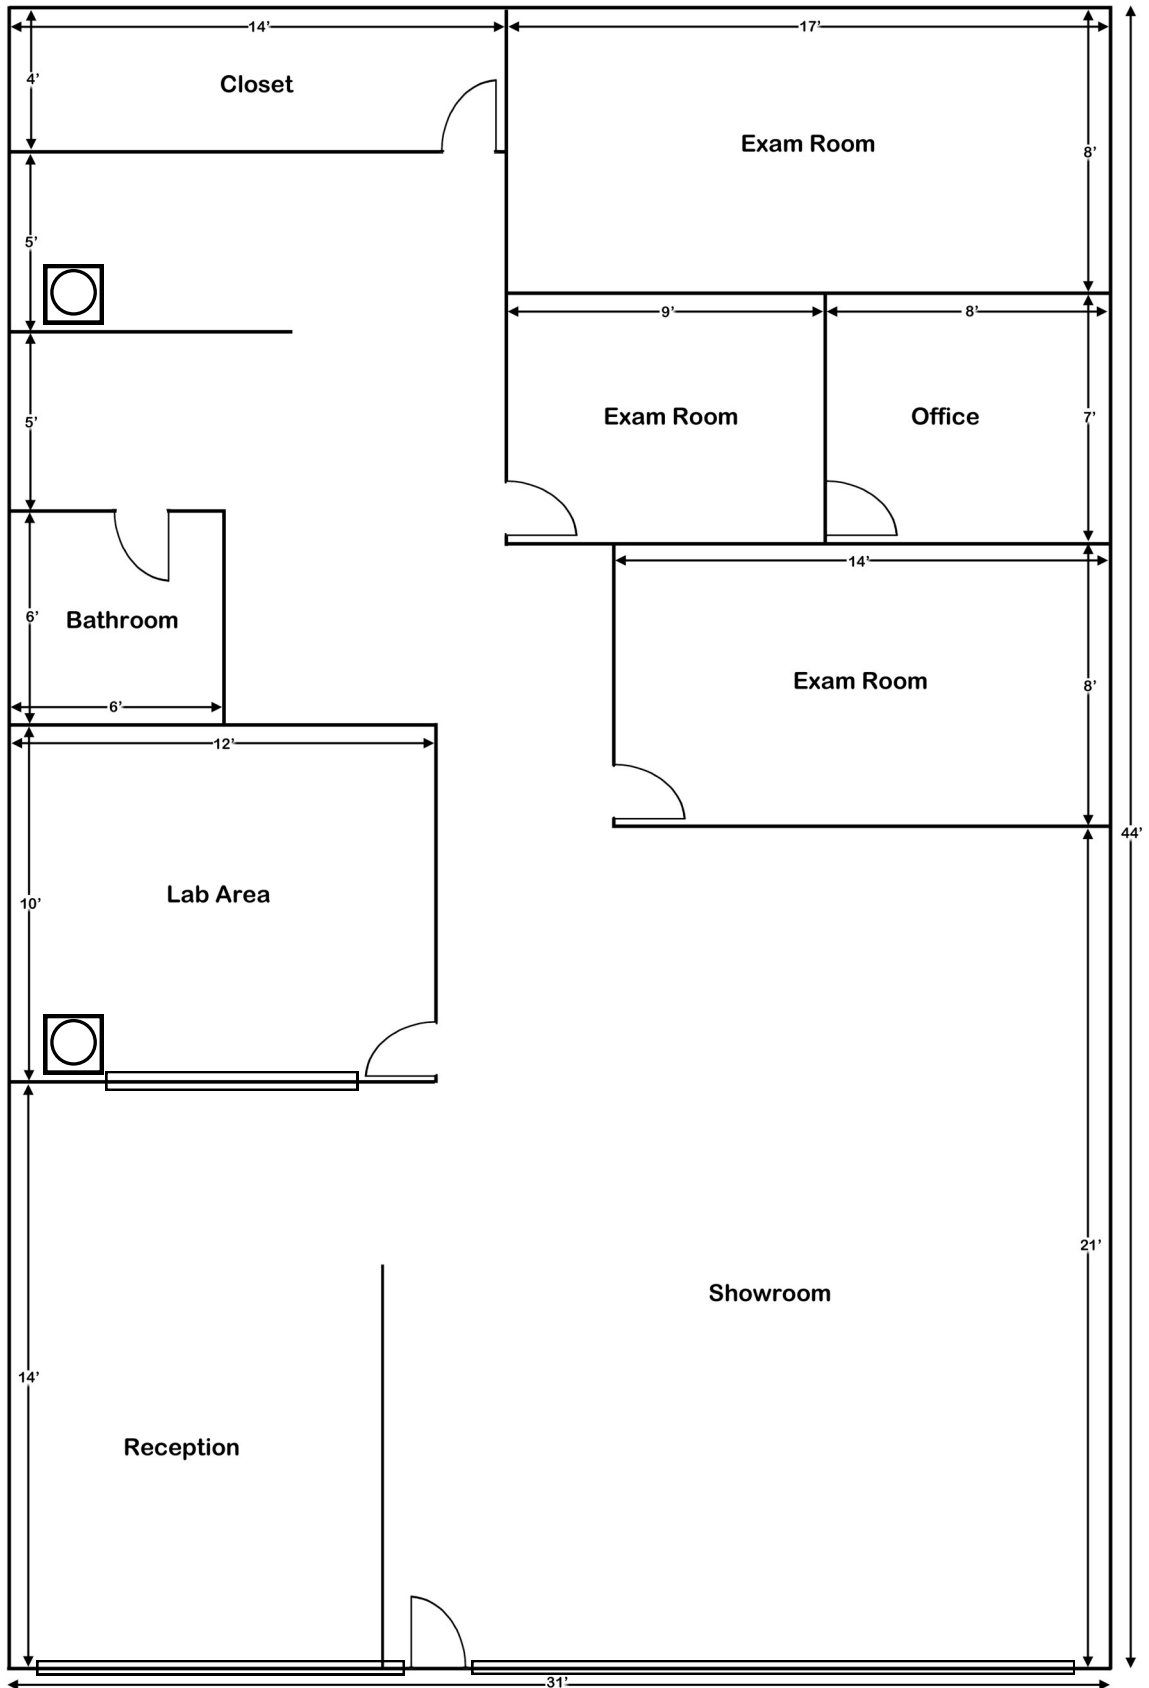 14’
17’
4’
Closet
Exam Room
8’
5’
9’
8’
5’
Exam Room
Office
7’
14’
6’
Bathroom
Exam Room
8’
6’
12’
44’
Lab Area
10’
21’
Showroom
14’
Reception
31’